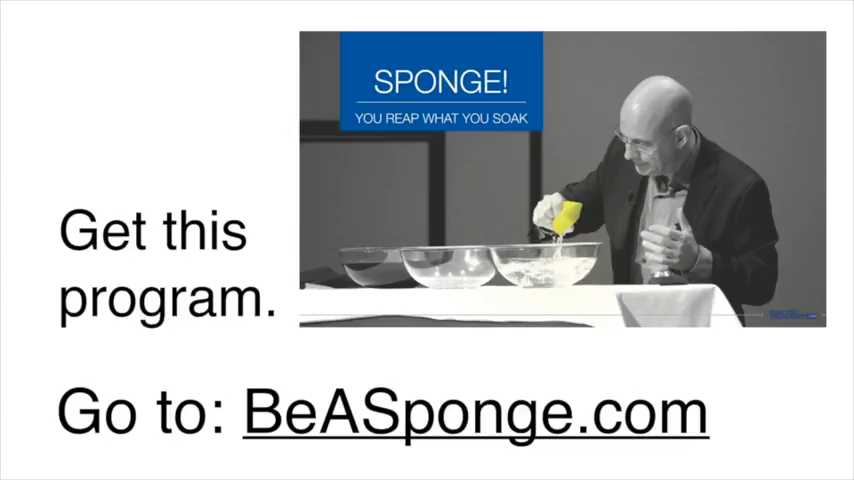 SPONGE!
YOU REAP WHAT YOU SOAK
Get this
program.
Go to: BeASponge.com